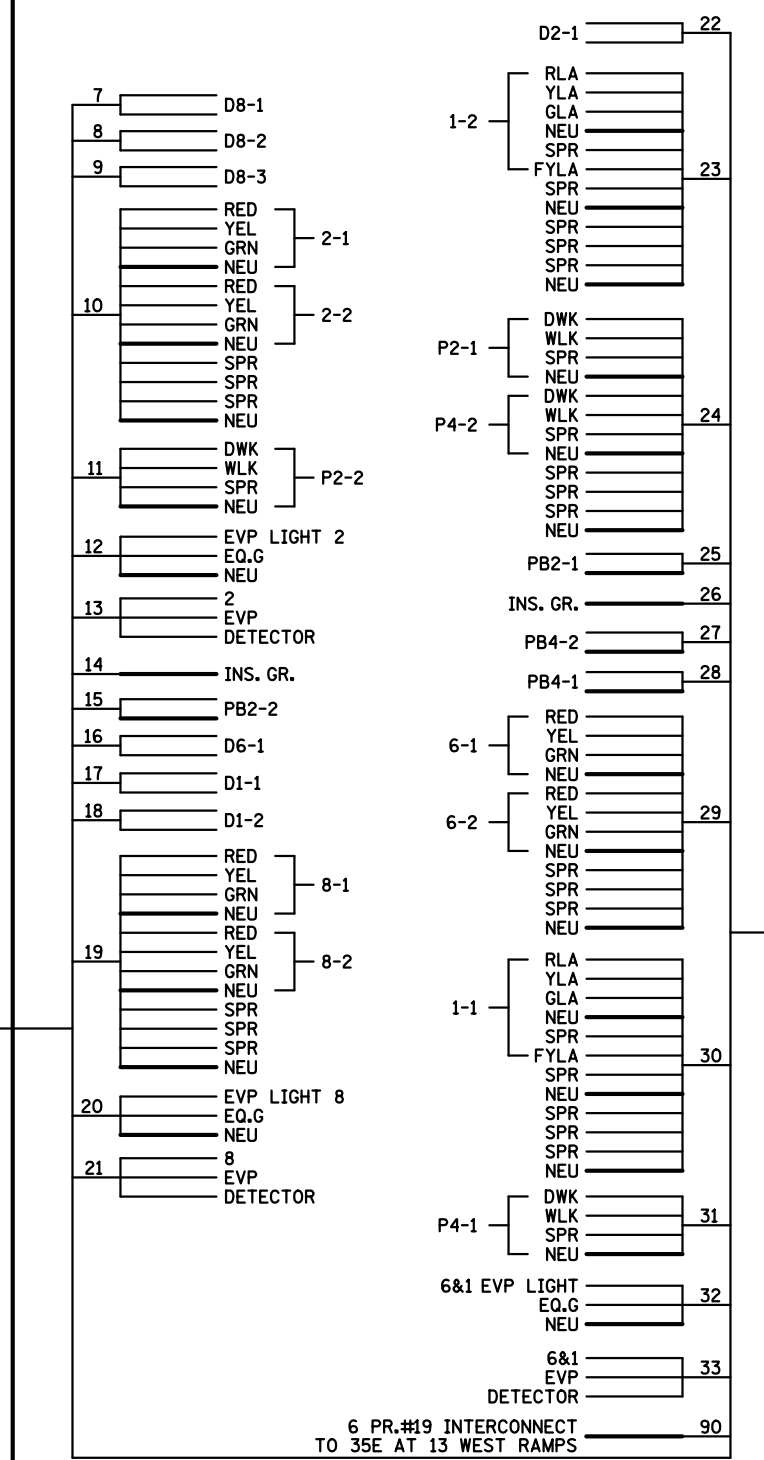 7 D8-1
8 D8-2
9 D8-3
RED
YEL
GRN
NEU
2-1
10
RED
YEL
GRN
NEU
2-2
SPR
SPR
SPR
NEU
11
DWK
WLK
SPR
NEU
P2-2
12
EVP LIGHT 2
EQ.G
NEU
13
2
EVP
DETECTOR
14 INS. GR.
15 PB2-2
16 D6-1
17 D1-1
18 D1-2
RED
YEL
GRN
NEU
8-1
19
RED
YEL
GRN
NEU
8-2
SPR
SPR
SPR
NEU
20
EVP LIGHT 8
EQ.G
NEU
21
8
EVP
DETECTOR
D2-1 22
1-2
RLA
YLA
GLA
NEU
SPR
FYLA
23
SPR
NEU
SPR
SPR
SPR
NEU
P2-1
DWK
WLK
SPR
NEU
P4-2
DWK
WLK
SPR
NEU
24
SPR
SPR
SPR
NEU
PB2-1 25
INS. GR. 26
PB4-2 27
PB4-1 28
6-1
RED
YEL
GRN
NEU
6-2
RED
YEL
GRN
NEU
29
SPR
SPR
SPR
NEU
1-1
RLA
YLA
GLA
NEU
SPR
FYLA
30
SPR
NEU
SPR
SPR
SPR
NEU
P4-1
DWK
WLK
SPR
NEU
31
6&1 EVP LIGHT
EQ.G
NEU
32
6&1
EVP
DETECTOR
33
6 PR.#19 INTERCONNECT
TO 35E AT 13 WEST RAMPS
90